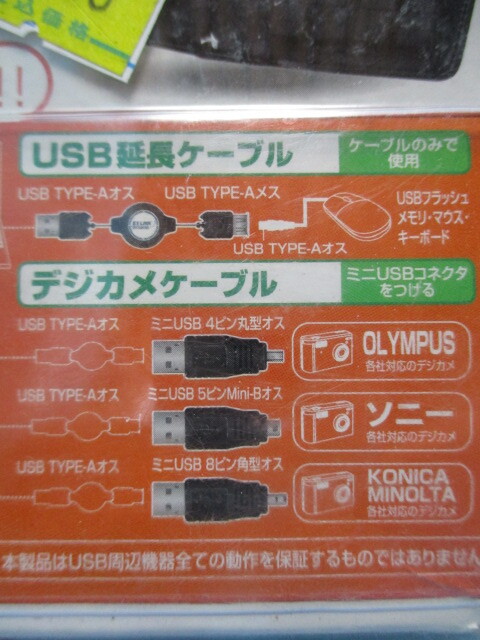 込価格
!!
USB延長ケーブル
ケーブルのみで
使用
USB TYPE-Aオス
USB TYPE-Aメス
USBフラッシュ
メモリ・マウス・
キーボード
USB TYPE-Aオス
デジカメケーブル
ミニUSBコネクタ
をつける
USB TYPE-Aオス
ミニUSB 4ピン丸型オス
OLYMPUS
各社対応のデジカメ
USB TYPE-Aオス
ミニUSB 5ピンMini-Bオス
ソニー
各社対応のデジカメ
USB TYPE-Aオス
ミニUSB 8ピン角型オス
KONICA
MINOLTA
各社対応のデジカメ
本製品はUSB周辺機器全ての動作を保証するものではありません